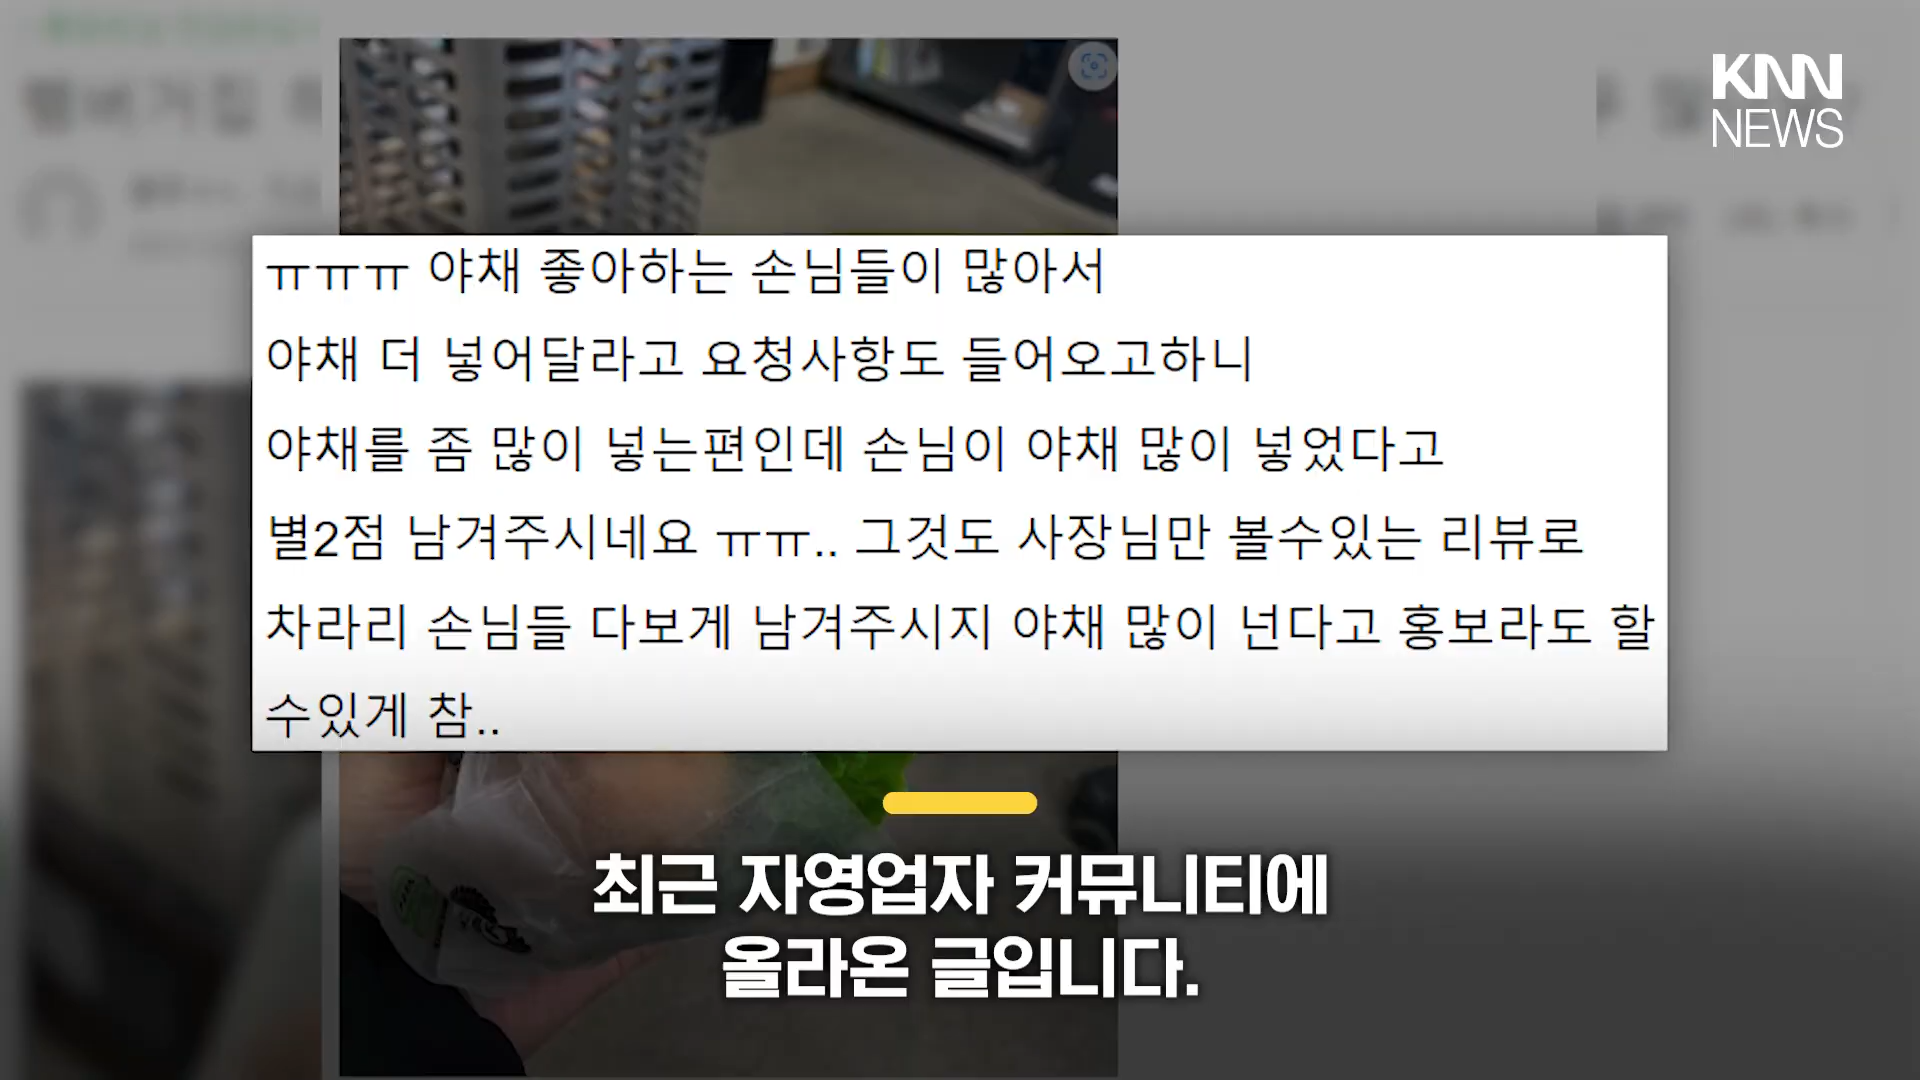 KNN
NEWS
ㅠㅠㅠ 야채 좋아하는 손님들이 많아서
야채 더 넣어달라고 요청사항도 들어오고하니
야채를 좀 많이 넣는편인데 손님이 야채 많이 넣었다고
별2점 남겨주시네요 ㅠㅠ.. 그것도 사장님만 볼수있는 리뷰로
차라리 손님들 다보게 남겨주시지 야채 많이 넌다고 홍보라도 할
수있게 참..
최근 자영업자 커뮤니티에
올라온 글입니다.